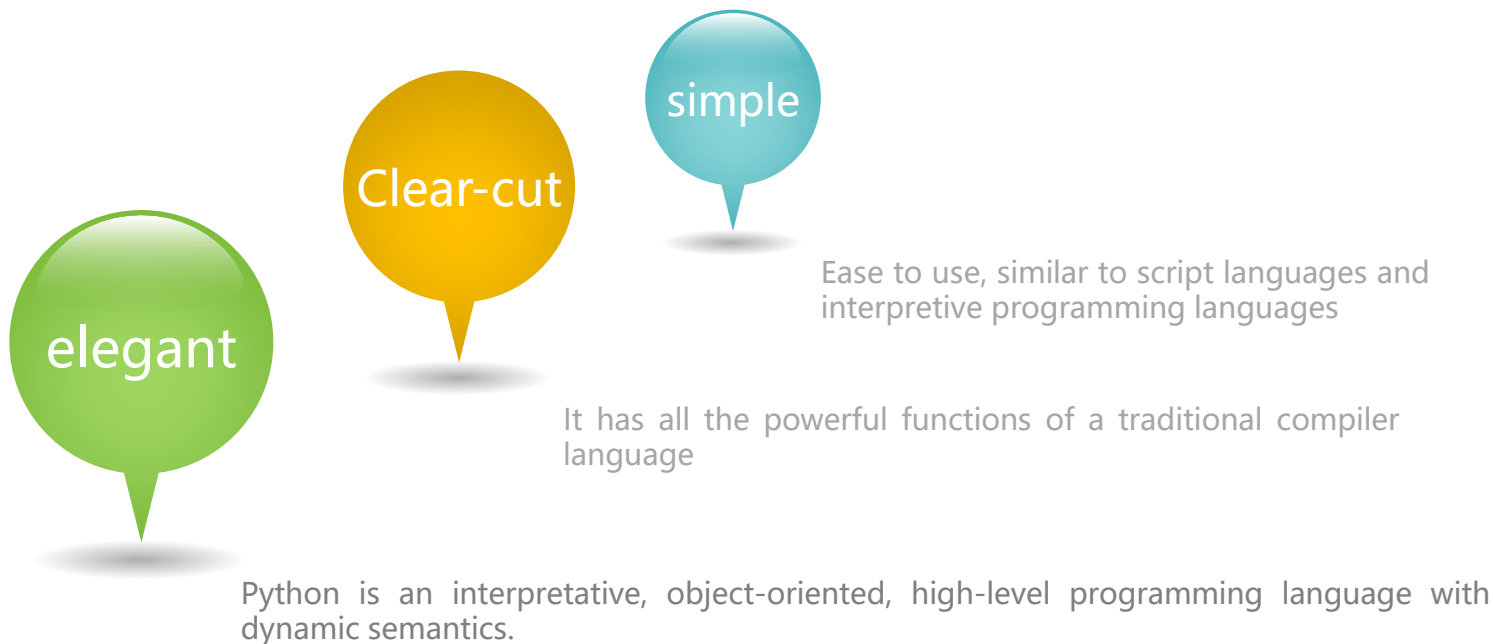 simple
Clear-cut
elegant
Ease to use, similar to script languages and
interpretive programming languages
It has all the powerful functions of a traditional compiler
language
Python is an interpretative, object-oriented, high-level programming language with
dynamic semantics.